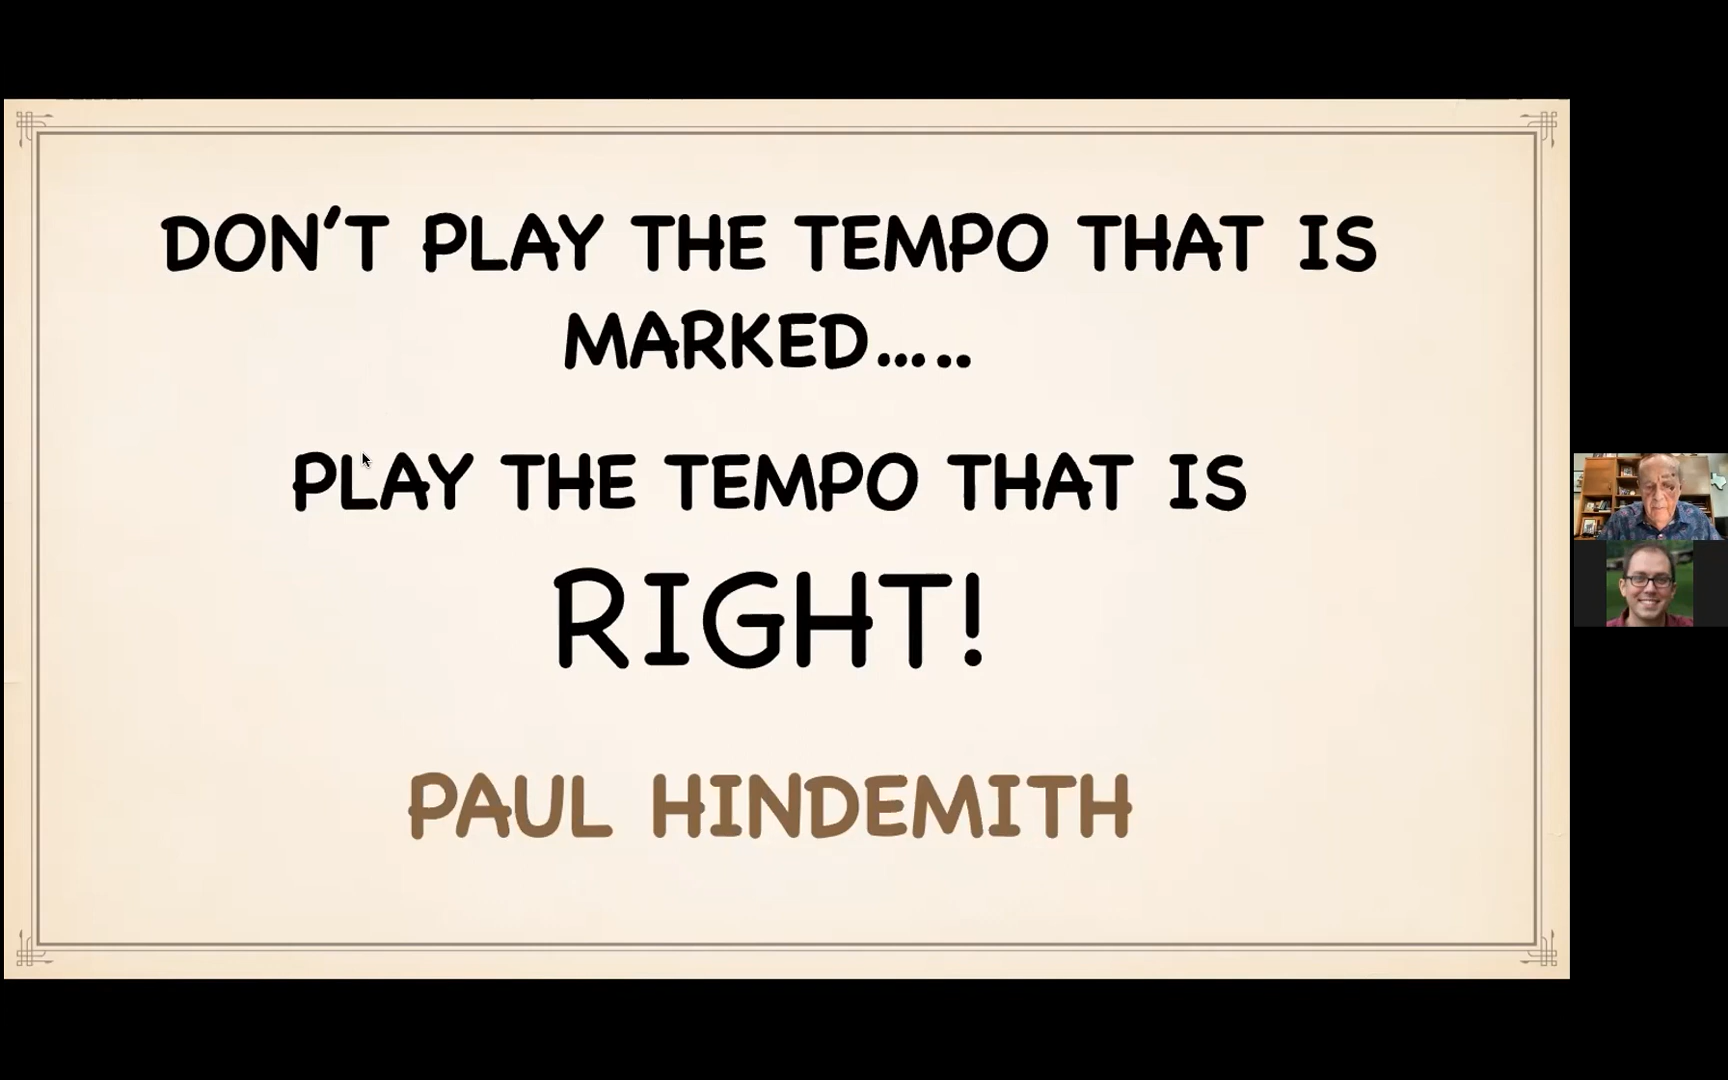 DON'T PLAY THE TEMPO THAT IS
MARKED.....
PLAY THE TEMPO THAT IS
RIGHT!
PAUL HINDEMITH